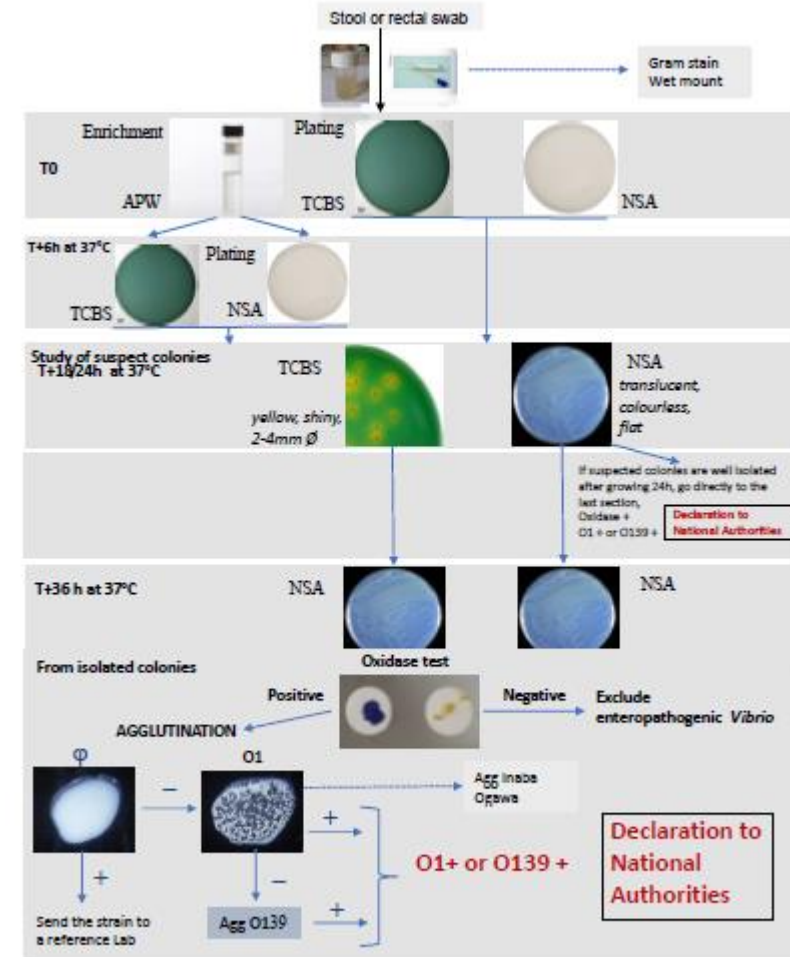 Stool or rectal swab
Gram stain
Wet mount
Enrichment
Plating
T0
APW
TCBS
NSA
T+6h at 37°C
Plating
TCBS
NSA
Study of suspect colonies
T+18/24h at 37°C
TCBS
yellow, shiny,
2-4mm Ø
NSA
translucent,
colourless,
flat
If suspected colonies are well isolated
after growing 24h, go directly to the
last section,
Oxidase +
O1 + or O139 +
Declaration to
National Authorities
T+36 h at 37°C
NSA
NSA
From isolated colonies
Oxidase test
Positive
Negative
Exclude
enteropathogenic Vibrio
AGGLUTINATION
φ
O1
−
Agg Inaba
Ogawa
+
+
−
O1+ or O139 +
Declaration to
National
Authorities
Send the strain to
a reference Lab
Agg O139
+